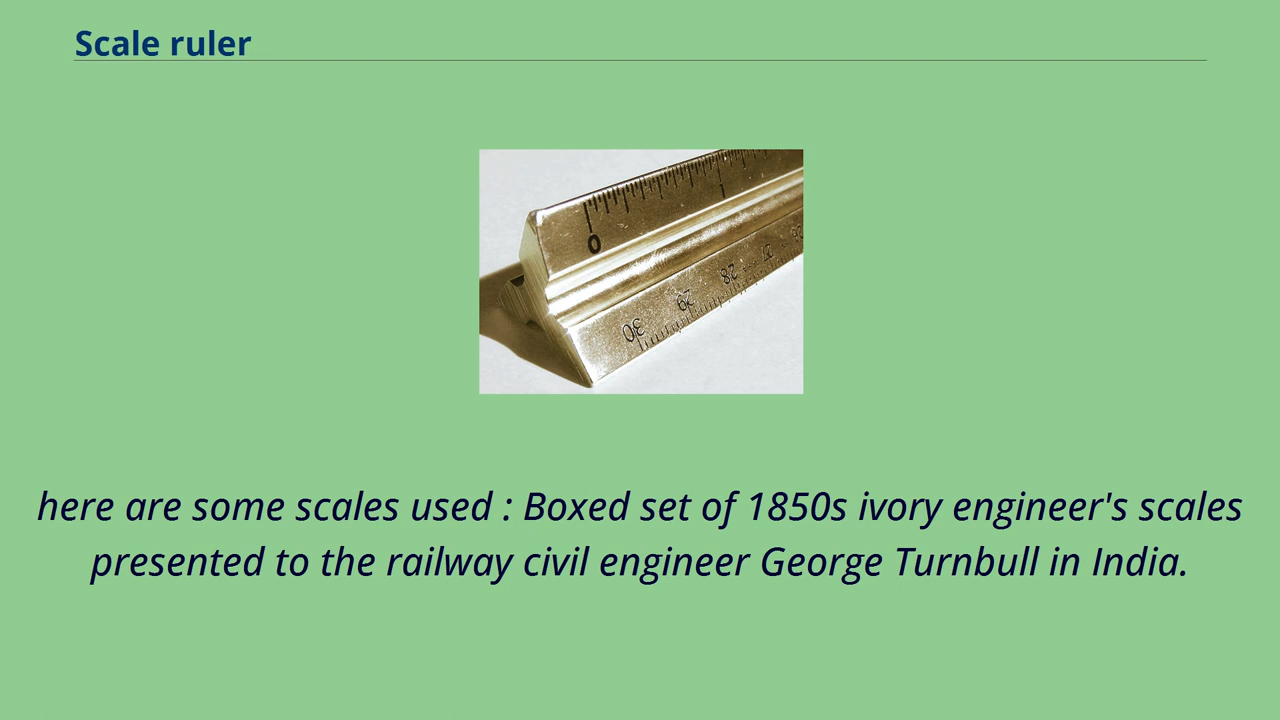 Scale ruler
0 1
30 29 28 27 26
here are some scales used : Boxed set of 1850s ivory engineer's scales
presented to the railway civil engineer George Turnbull in India.